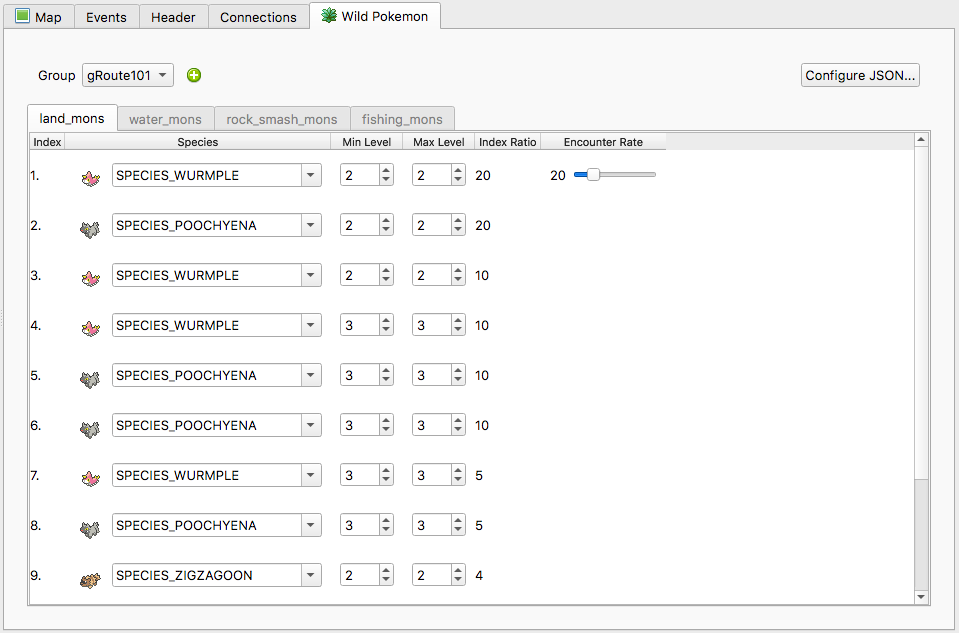 Map Events Header Connections Wild Pokemon
Group gRoute101 Configure JSON...
land_mons water_mons rock_smash_mons fishing_mons
Index Species Min Level Max Level Index Ratio Encounter Rate
1. SPECIES_WURMPLE 2 2 20 20
2. SPECIES_POOCHYENA 2 2 20
3. SPECIES_WURMPLE 2 2 10
4. SPECIES_WURMPLE 3 3 10
5. SPECIES_POOCHYENA 3 3 10
6. SPECIES_POOCHYENA 3 3 10
7. SPECIES_WURMPLE 3 3 5
8. SPECIES_POOCHYENA 3 3 5
9. SPECIES_ZIGZAGOON 2 2 4